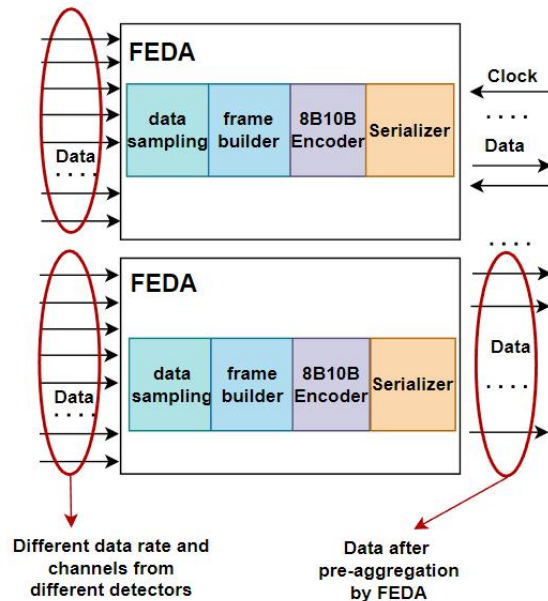 FEDA
data sampling
frame builder
8B10B Encoder
Serializer
Data
. . . .
Clock
. . . .
Data
. . . .
FEDA
data sampling
frame builder
8B10B Encoder
Serializer
Data
. . . .
Data
. . . .
Different data rate and
channels from
different detectors
Data after
pre-aggregation
by FEDA